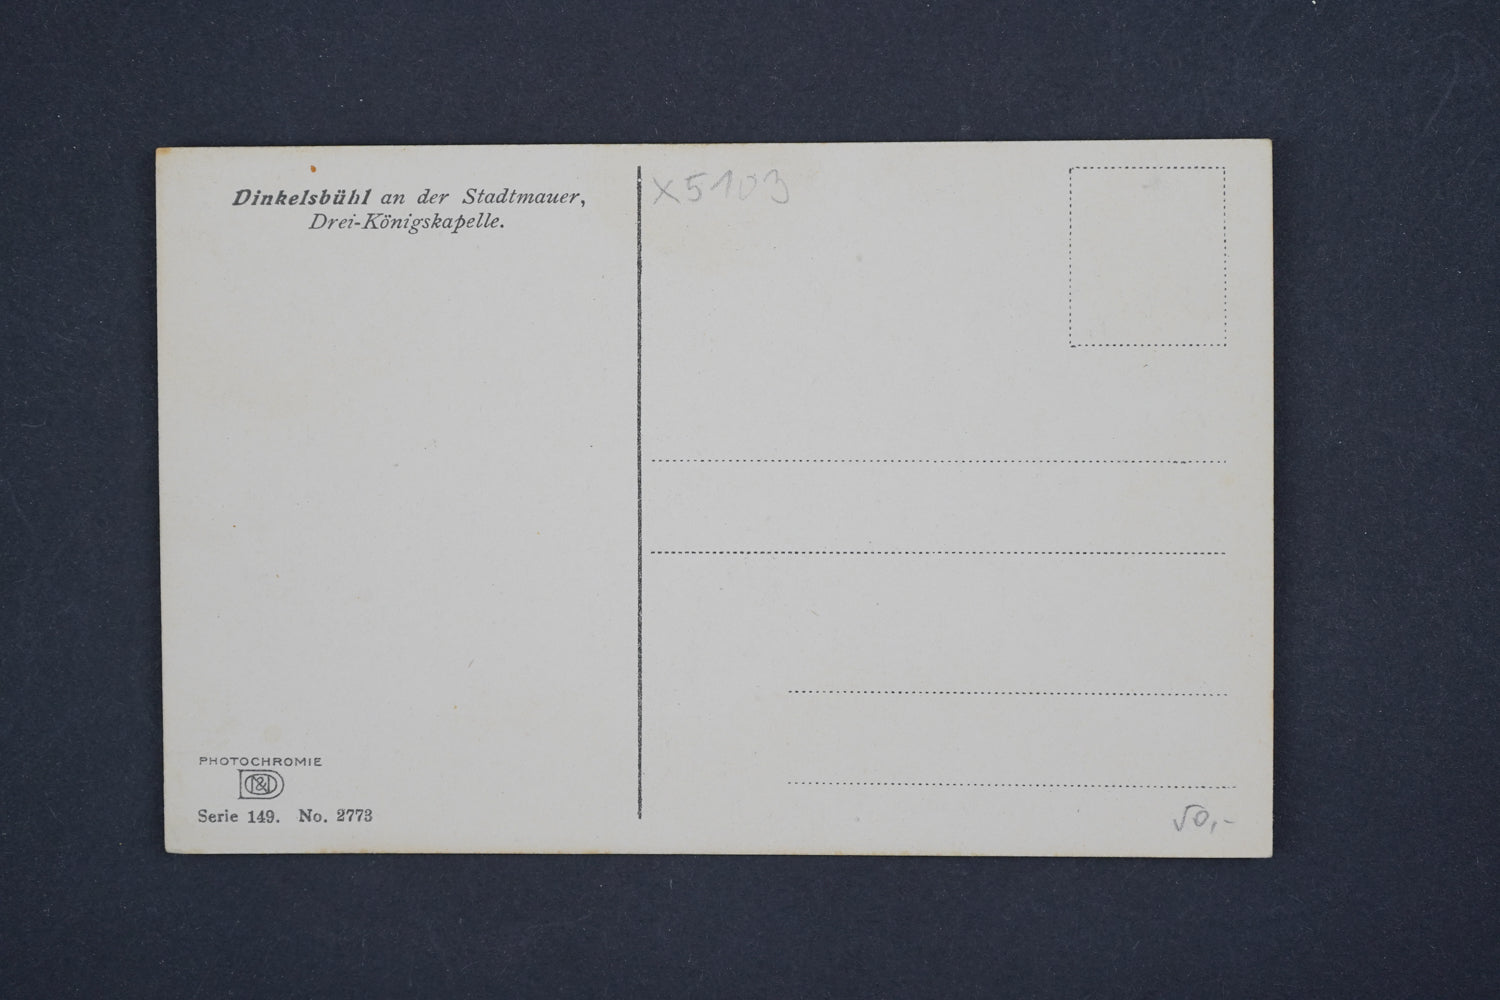 Dinkelsbühl an der Stadtmauer,
Drei-Königskapelle.
X5103
PHOTOCHROMIE
Serie 149. No. 2773
50,-